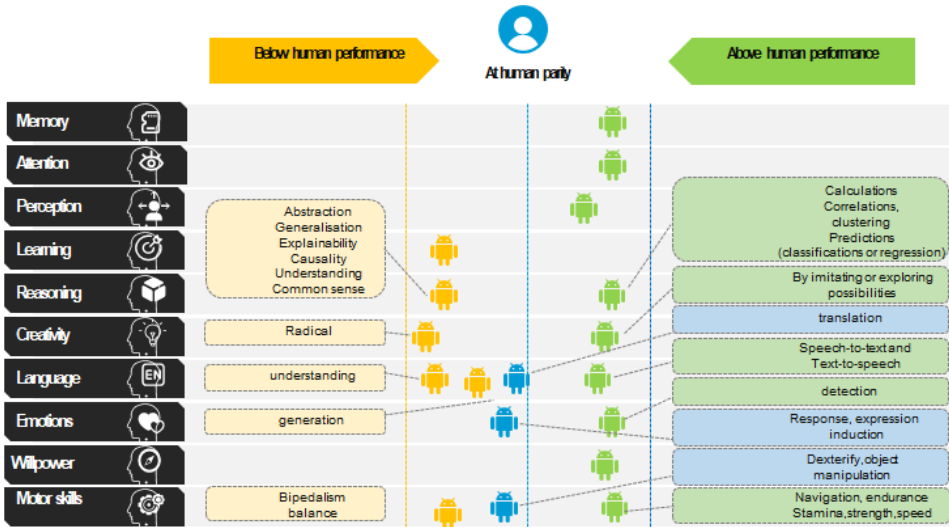 Below human performance
At human parity
Above human performance
Memory
Attention
Perception
Learning
Reasoning
Creativity
Language
EN
Emotions
Willpower
Motor skills
Abstraction
Generalisation
Explainability
Causality
Understanding
Common sense
Radical
understanding
generation
Bipedalism
balance
Calculations
Correlations,
clustering
Predictions
(classifications or regression)
By imitating or exploring
possibilities
translation
Speech-to-text and
Text-to-speech
detection
Response, expression
induction
Dexterify,object
manipulation
Navigation, endurance
Stamina,strength,speed